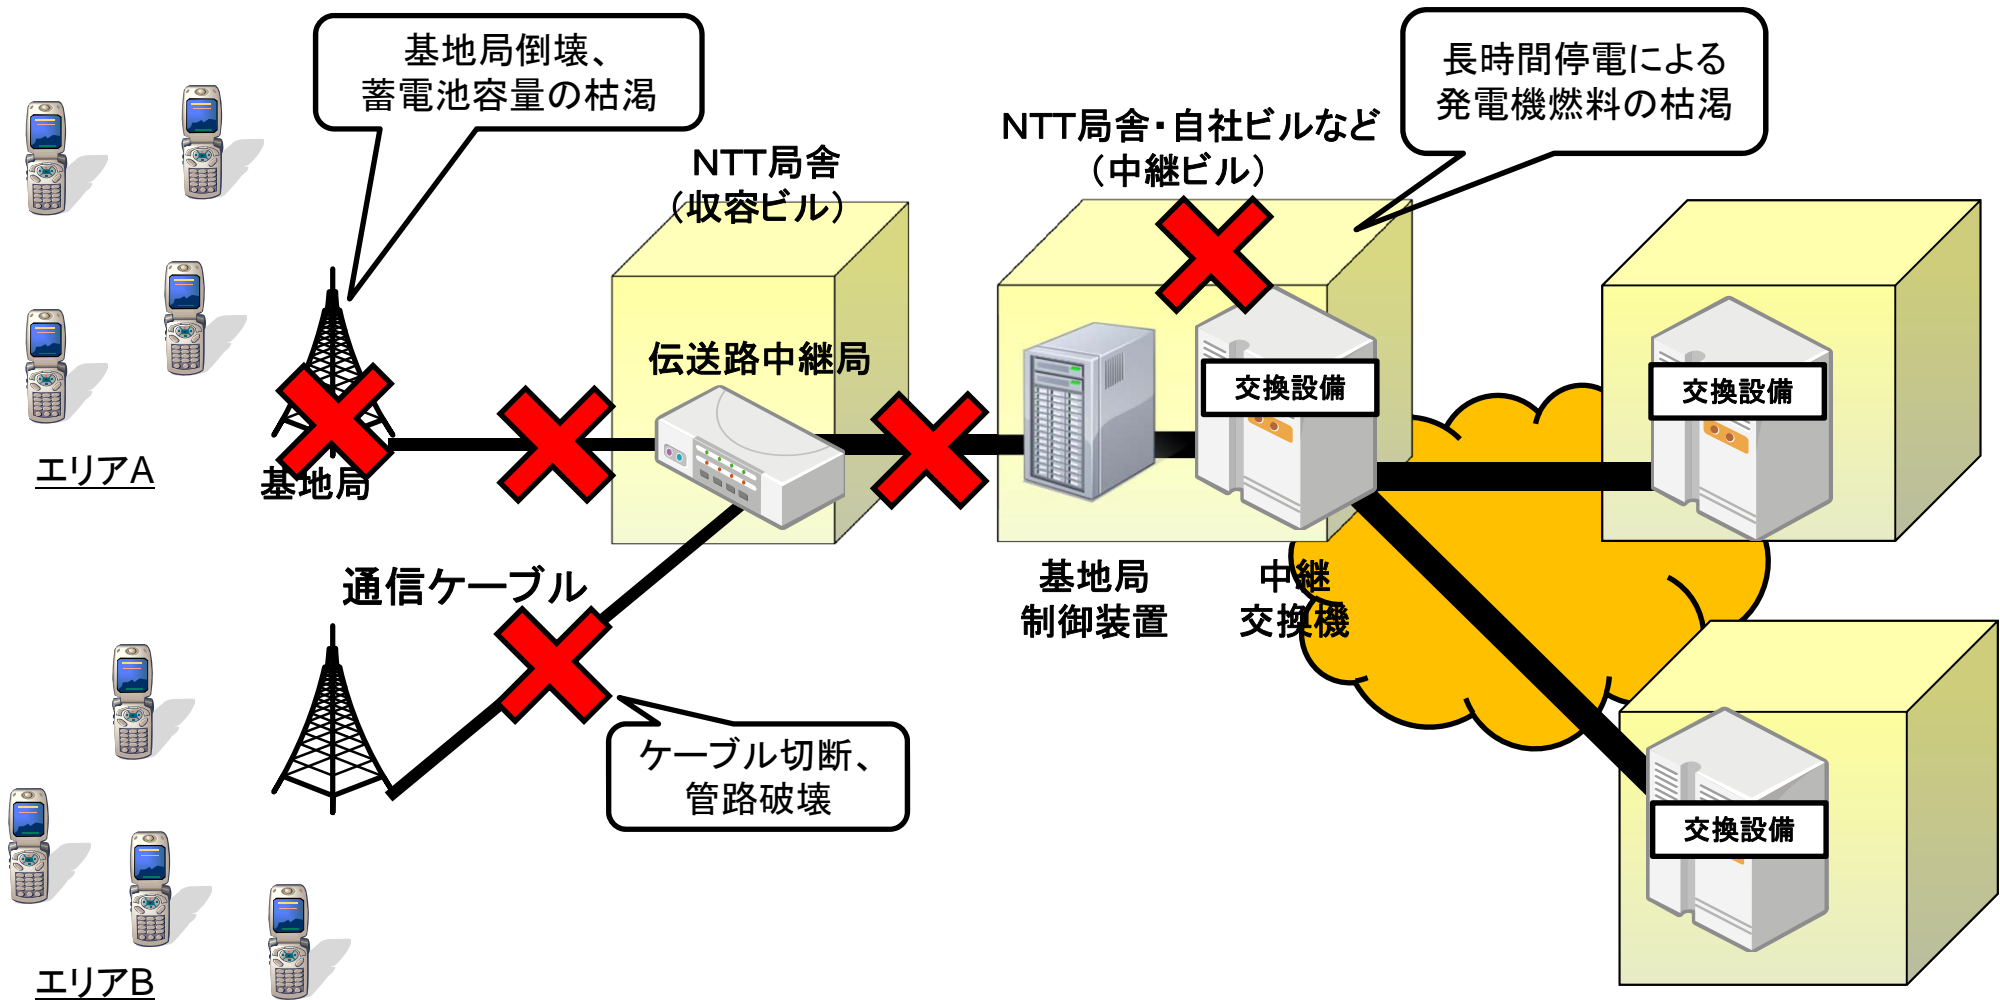 基地局倒壊、
蓄電池容量の枯渇
長時間停電による
発電機燃料の枯渇
NTT局舎
（収容ビル）
NTT局舎・自社ビルなど
（中継ビル）
伝送路中継局
交換設備
交換設備
エリアA
基地局
通信ケーブル
基地局
制御装置
中継
交換機
ケーブル切断、
管路破壊
交換設備
エリアB